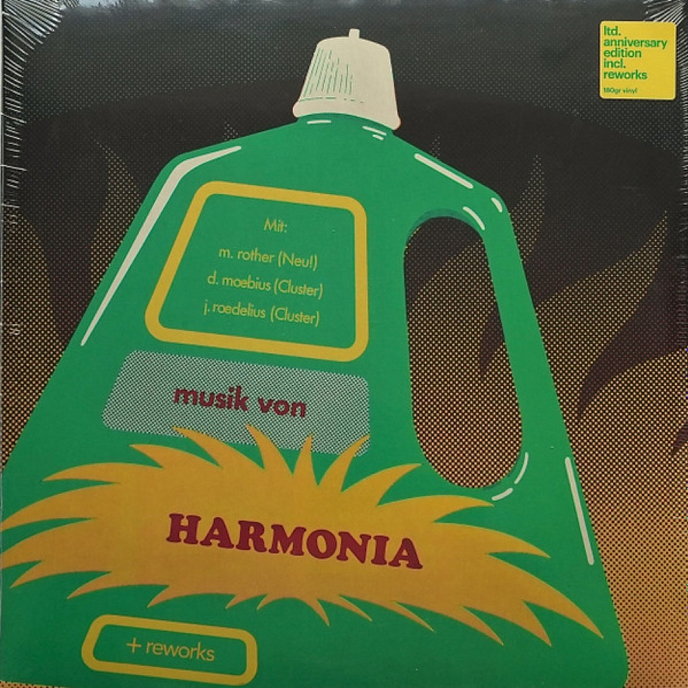 ltd.
anniversary
edition
incl.
reworks
180gr vinyl
Mit:
m. rother (Neu!)
d. moebius (Cluster)
j. roedelius (Cluster)
musik von
HARMONIA
+ reworks